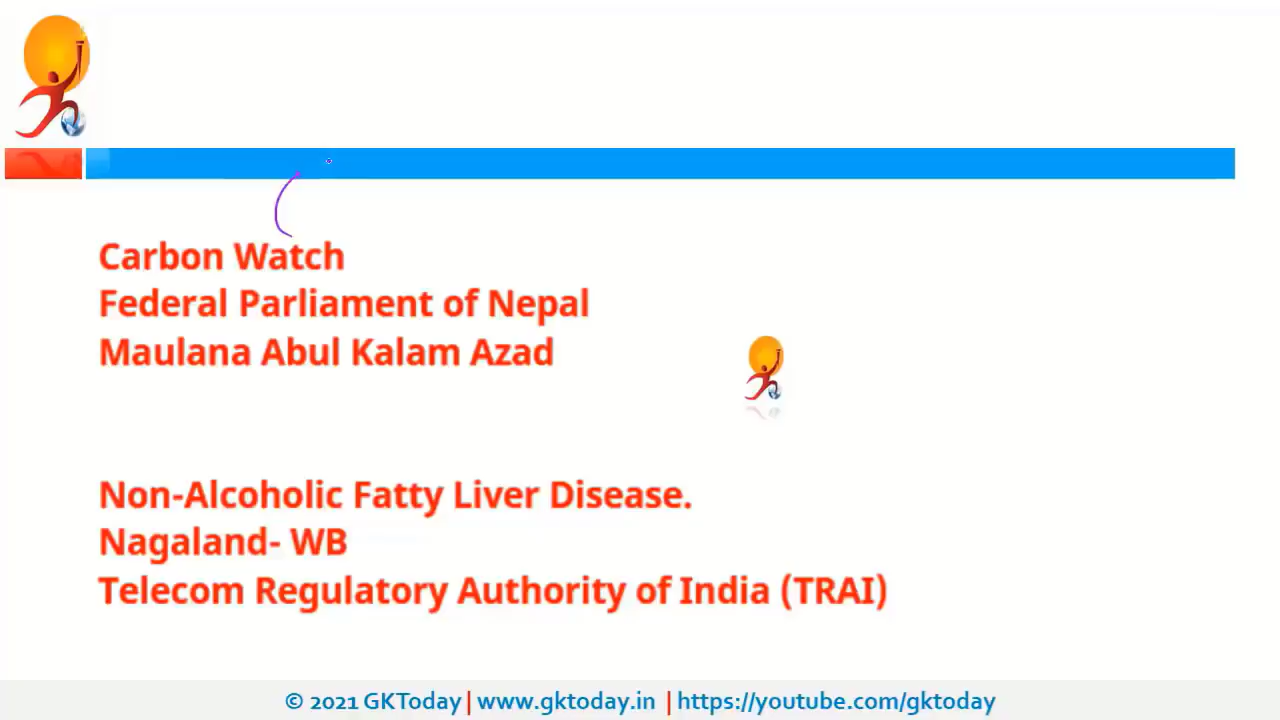 Carbon Watch
Federal Parliament of Nepal
Maulana Abul Kalam Azad
Non-Alcoholic Fatty Liver Disease.
Nagaland- WB
Telecom Regulatory Authority of India (TRAI)
© 2021 GKToday | www.gktoday.in | https://youtube.com/gktoday